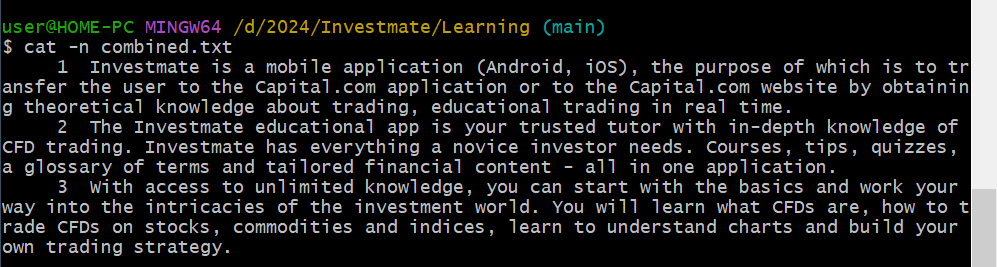 user@HOME-PC MINGW64 /d/2024/Investmate/Learning (main)
$ cat -n combined.txt
     1  Investmate is a mobile application (Android, iOS), the purpose of which is to tr
ansfer the user to the Capital.com application or to the Capital.com website by obtainin
g theoretical knowledge about trading, educational trading in real time.
     2  The Investmate educational app is your trusted tutor with in-depth knowledge of
CFD trading. Investmate has everything a novice investor needs. Courses, tips, quizzes,
a glossary of terms and tailored financial content - all in one application.
     3  With access to unlimited knowledge, you can start with the basics and work your
way into the intricacies of the investment world. You will learn what CFDs are, how to t
rade CFDs on stocks, commodities and indices, learn to understand charts and build your
own trading strategy.